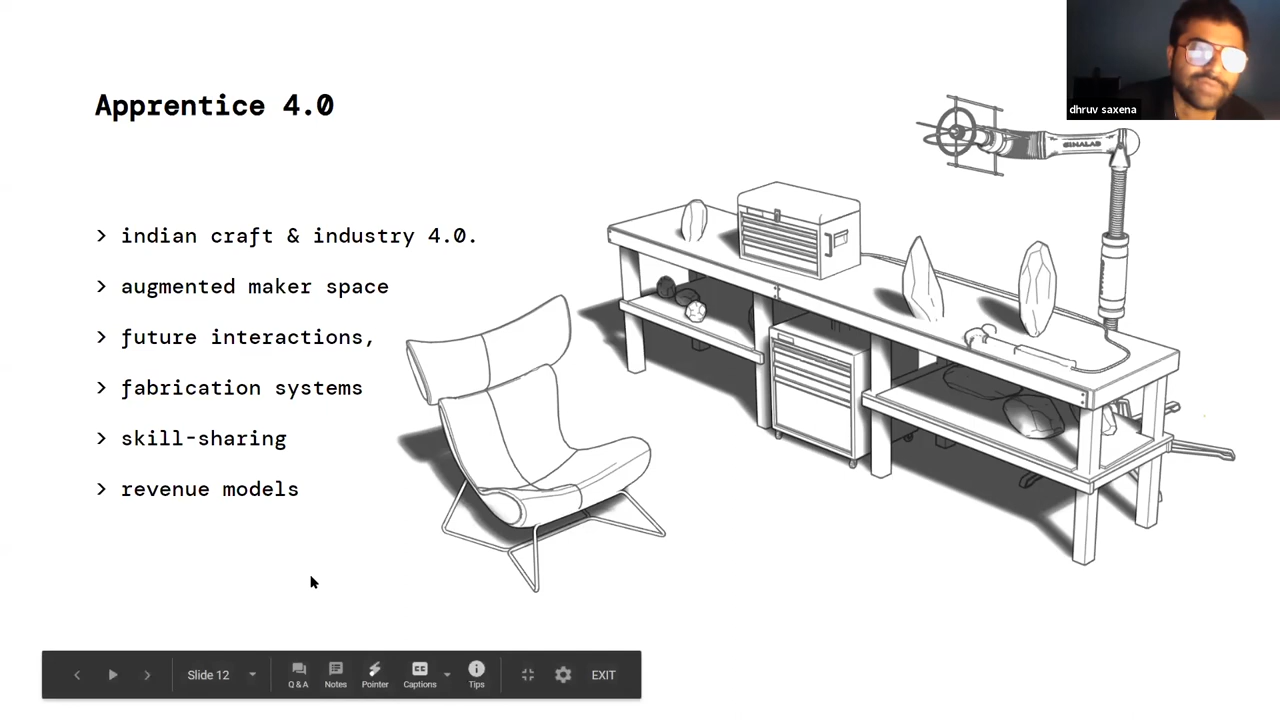 dhruv saxena
Apprentice 4.0
> indian craft & industry 4.0.
> augmented maker space
> future interactions,
> fabrication systems
> skill-sharing
> revenue models
Slide 12
Q & A
Notes
Pointer
CC
Captions
Tips
EXIT